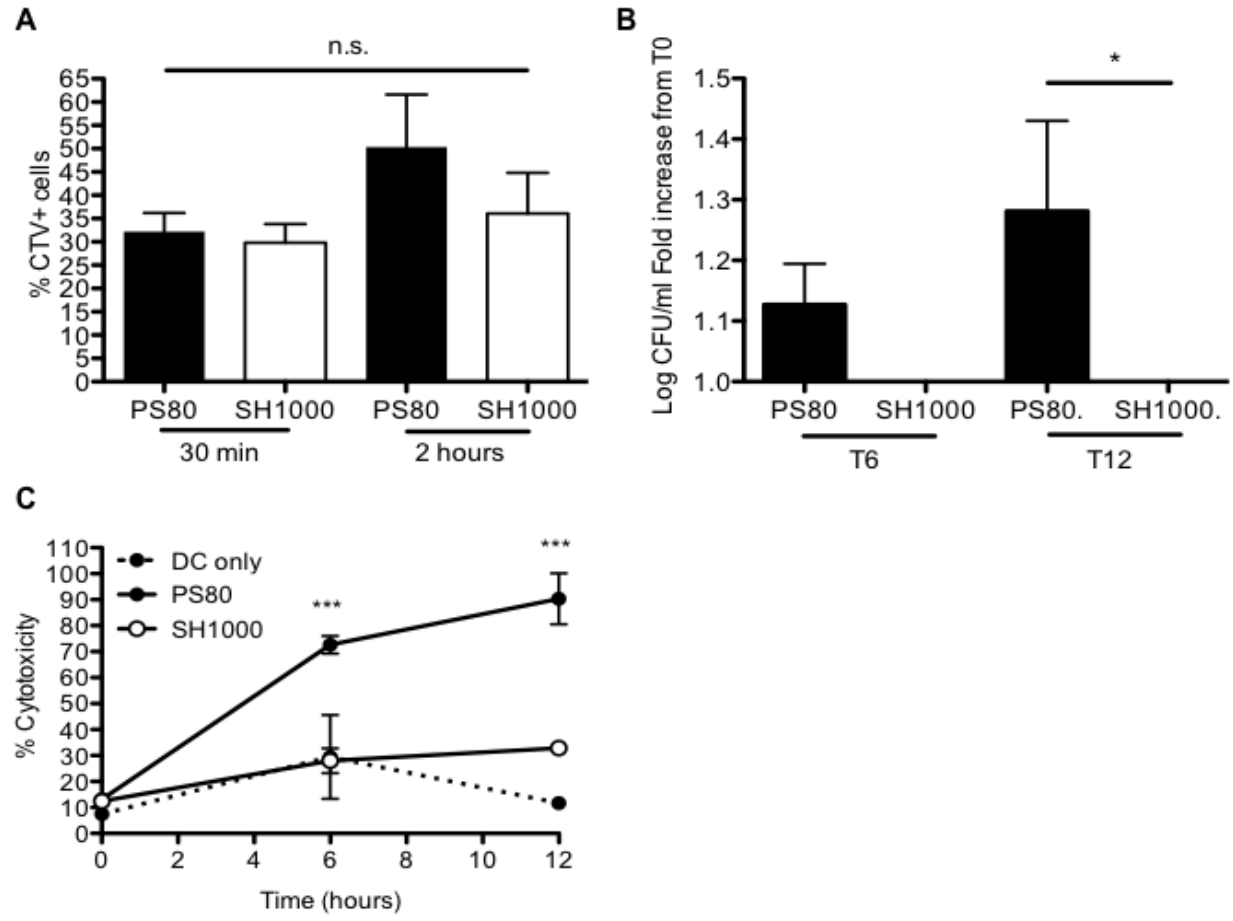 A
n.s.
% CTV+ cells
65
60
55
50
45
40
35
30
25
20
15
10
5
0
PS80 SH1000 PS80 SH1000
30 min 2 hours
B
*
Log CFU/ml Fold increase from T0
1.5
1.4
1.3
1.2
1.1
1.0
PS80 SH1000 PS80. SH1000.
T6 T12
C
% Cytotoxicity
110
100
90
80
70
60
50
40
30
20
10
0
DC only
PS80
SH1000
***
***
0 2 4 6 8 10 12
Time (hours)